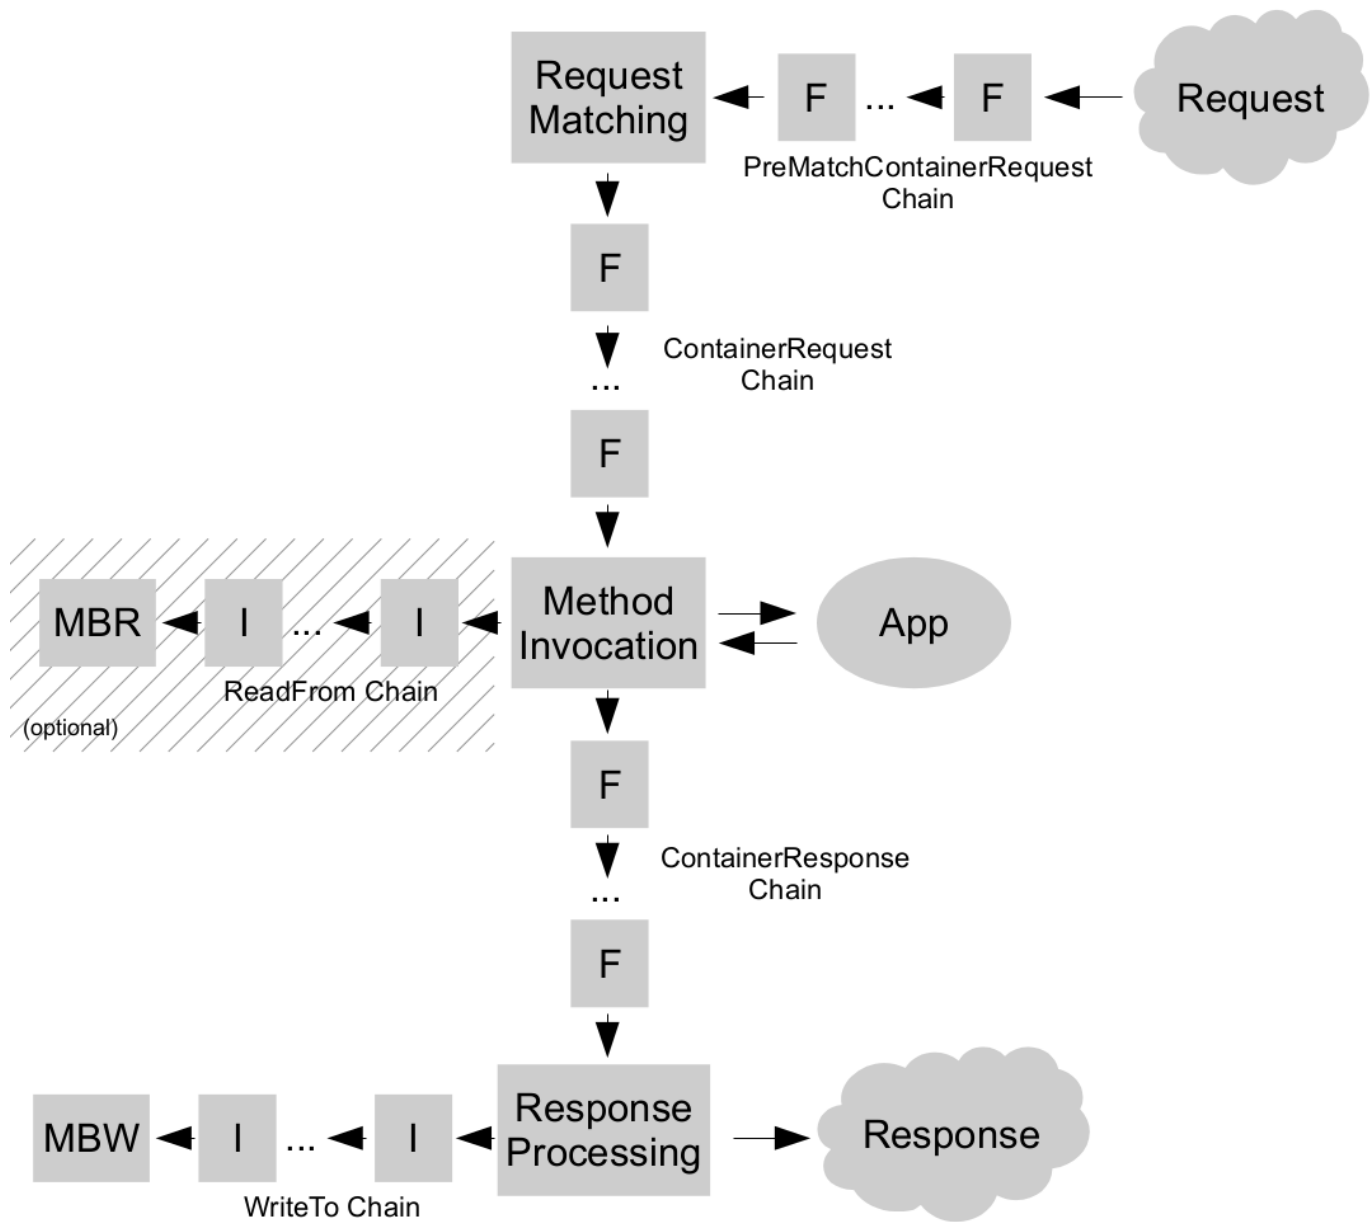 Request
Matching
F
...
F
Request
PreMatchContainerRequest
Chain
F
ContainerRequest
Chain
...
F
MBR
I
...
I
Method
Invocation
App
ReadFrom Chain
(optional)
F
ContainerResponse
Chain
...
F
MBW
I
...
I
Response
Processing
Response
WriteTo Chain